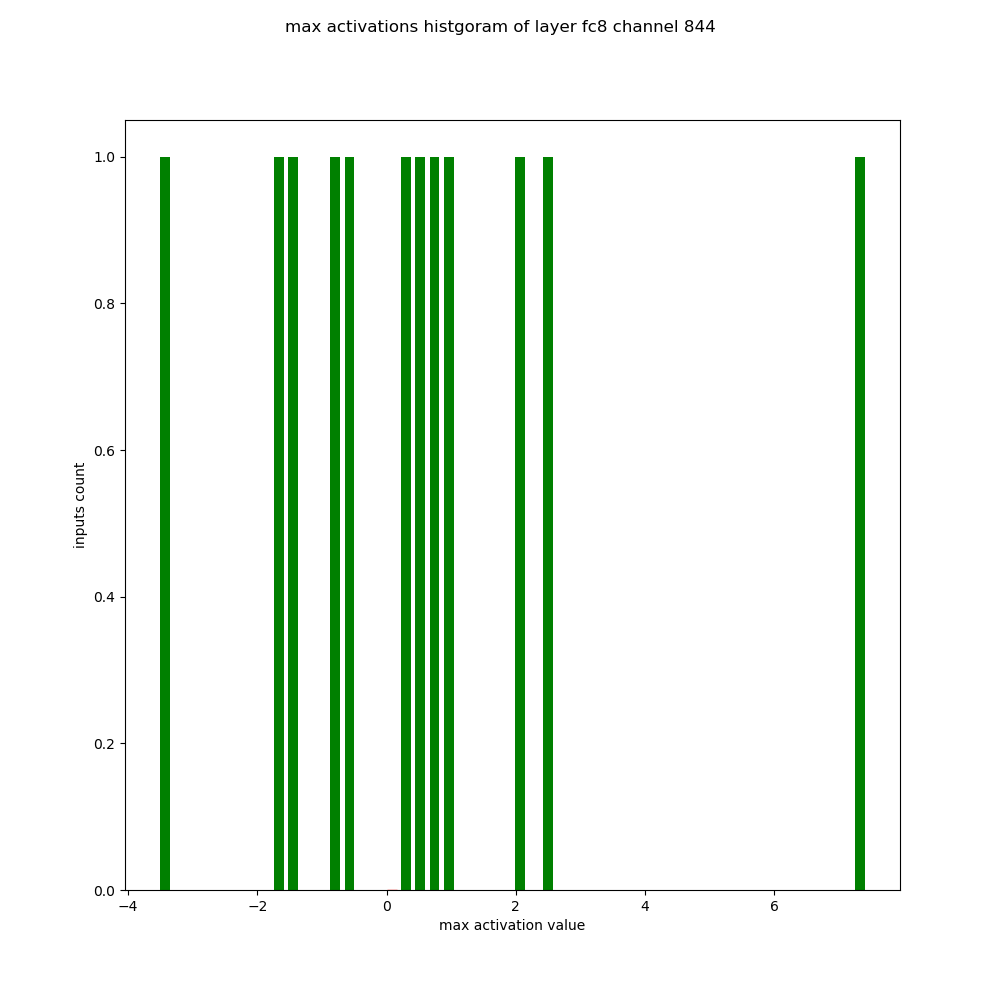 max activations histgoram of layer fc8 channel 844
1.0
0.8
0.6
0.4
0.2
0.0
inputs count
−4 −2 0 2 4 6
max activation value